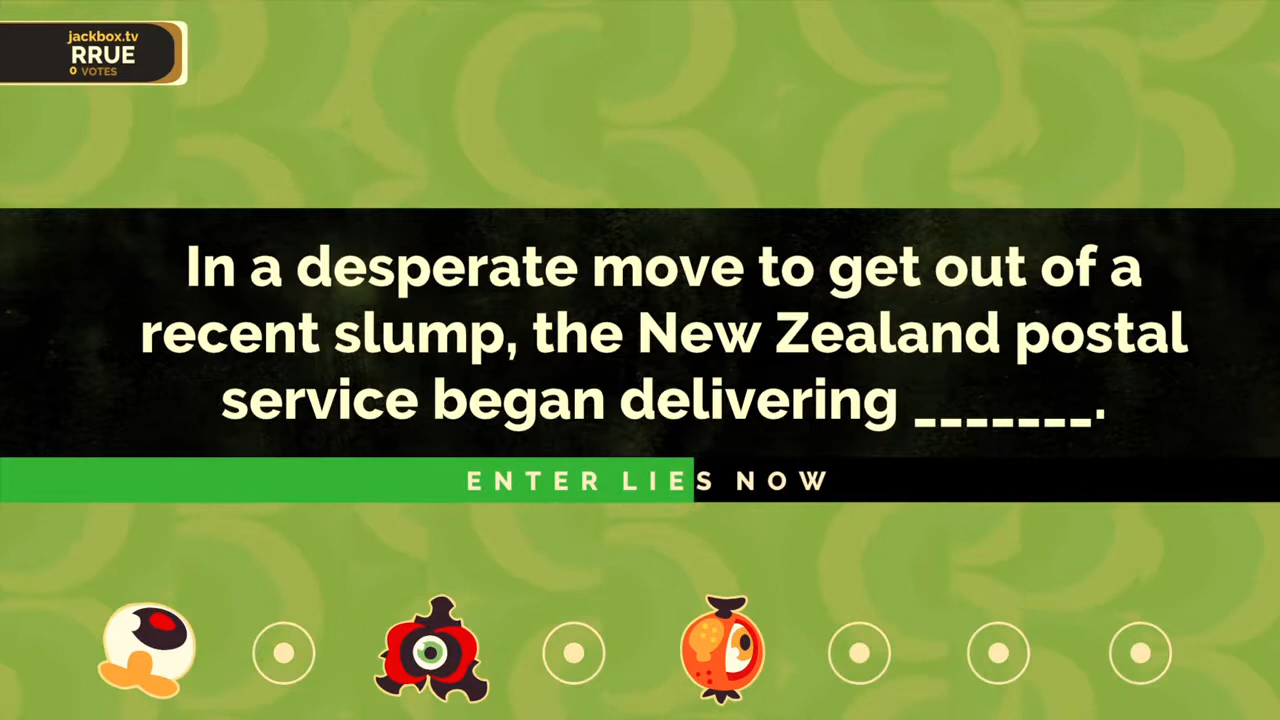 jackbox.tv
RRUE
0 VOTES
In a desperate move to get out of a
recent slump, the New Zealand postal
service began delivering _______.
ENTER LIES NOW